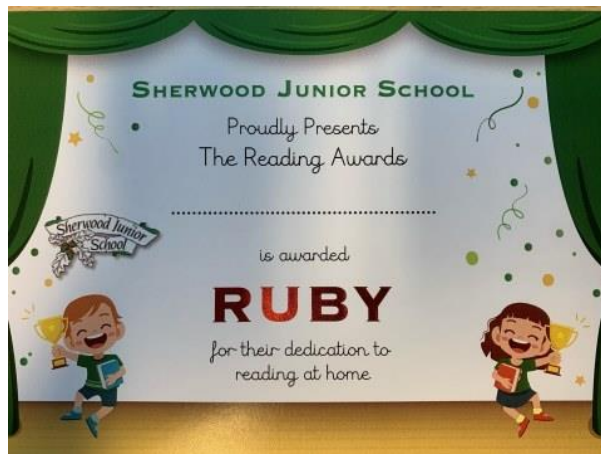 SHERWOOD JUNIOR SCHOOL
Proudly Presents
The Reading Awards
........................................................
Sherwood Junior
School
is awarded
RUBY
for their dedication to
reading at home